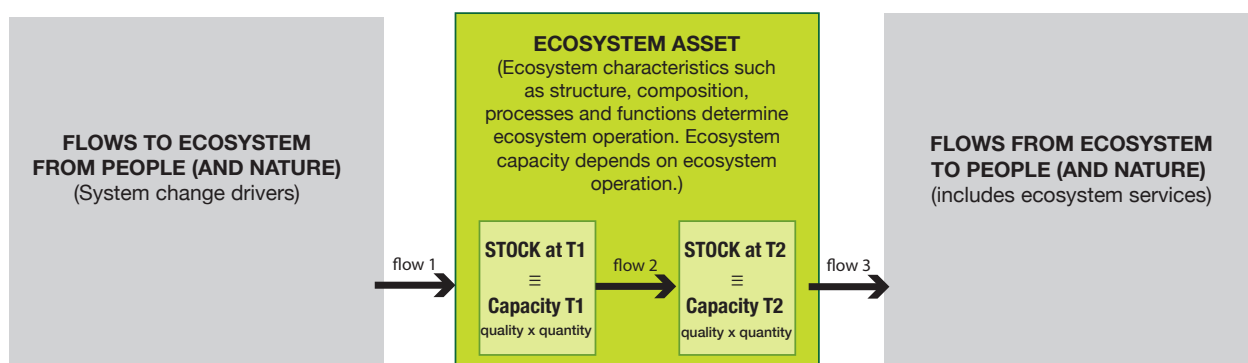 FLOWS TO ECOSYSTEM
FROM PEOPLE (AND NATURE)
(System change drivers)
flow 1
ECOSYSTEM ASSET
(Ecosystem characteristics such
as structure, composition,
processes and functions determine
ecosystem operation. Ecosystem
capacity depends on ecosystem
operation.)
STOCK at T1
≡
Capacity T1
quality x quantity
flow 2
STOCK at T2
≡
Capacity T2
quality x quantity
flow 3
FLOWS FROM ECOSYSTEM
TO PEOPLE (AND NATURE)
(includes ecosystem services)